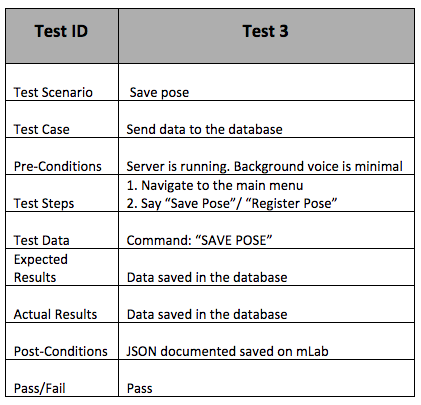 Test ID Test 3
Test Scenario Save pose
Test Case Send data to the database
Pre-Conditions Server is running. Background voice is minimal
1. Navigate to the main menu
Test Steps 2. Say “Save Pose”/ “Register Pose”
Test Data Command: “SAVE POSE”
Expected
Results Data saved in the database
Actual Results Data saved in the database
Post-Conditions JSON documented saved on mLab
Pass/Fail Pass